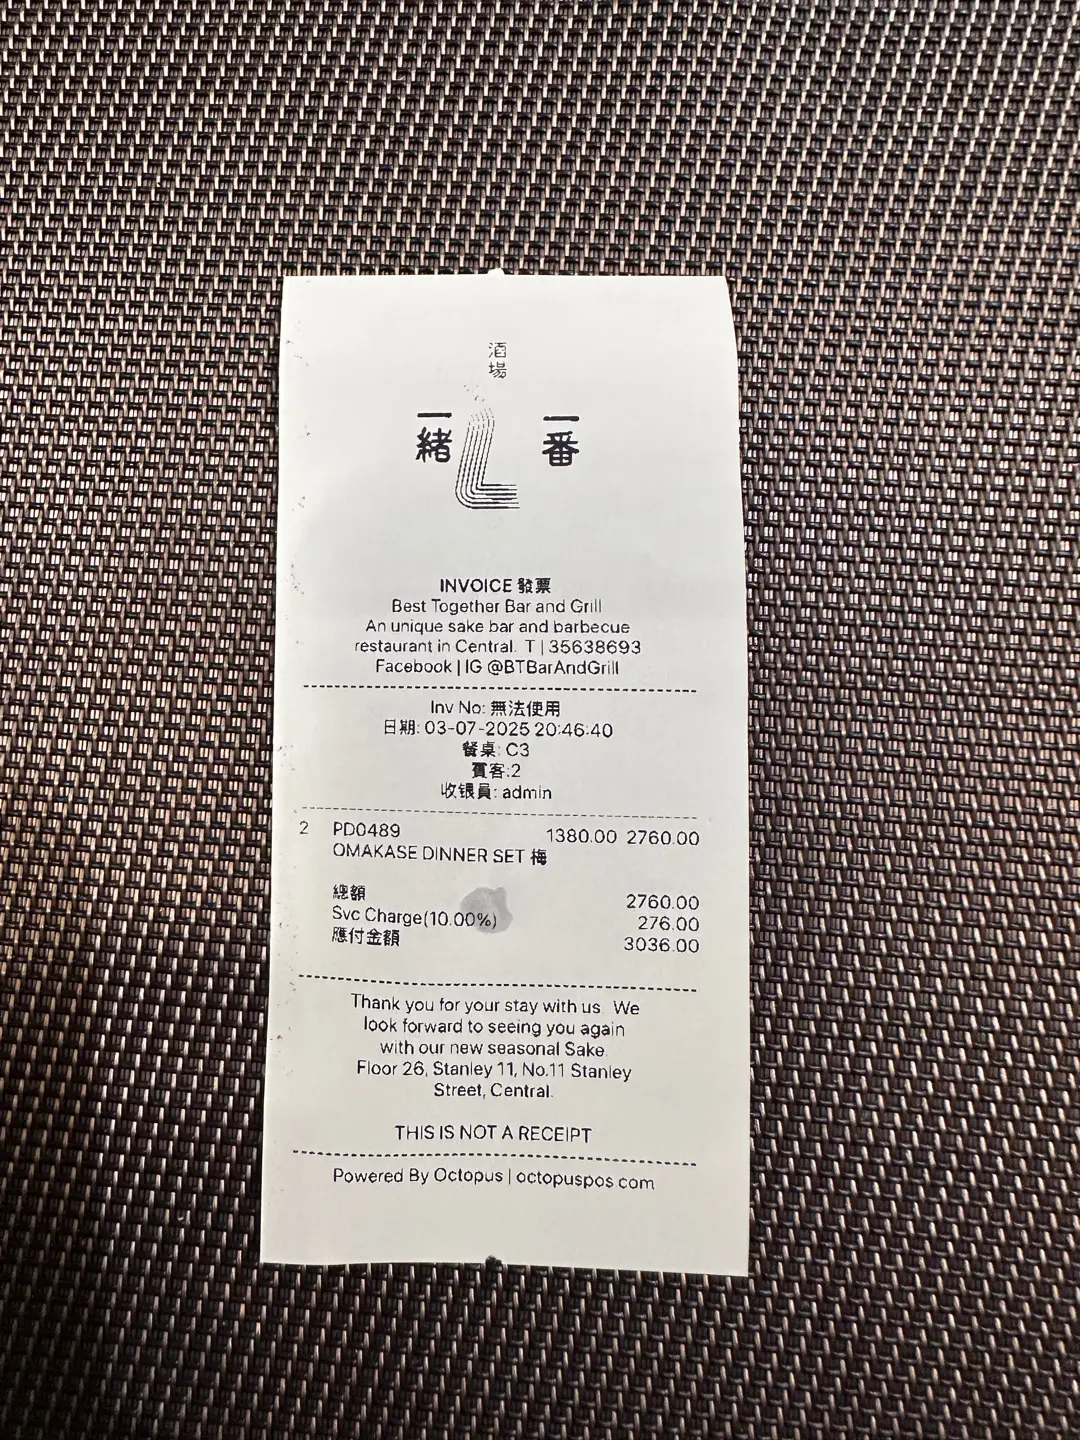 酒
場
一
緒
一
番
INVOICE 發票
Best Together Bar and Grill
An unique sake bar and barbecue
restaurant in Central. T | 35638693
Facebook | IG @BTBarAndGrill
Inv No: 無法使用
日期: 03-07-2025 20:46:40
餐桌: C3
賓客:2
收银員: admin
2 PD0489 1380.00 2760.00
OMAKASE DINNER SET 梅
總額 2760.00
Svc Charge(10.00%) 276.00
應付金額 3036.00
Thank you for your stay with us. We
look forward to seeing you again
with our new seasonal Sake.
Floor 26, Stanley 11, No.11 Stanley
Street, Central.
THIS IS NOT A RECEIPT
Powered By Octopus | octopuspos.com